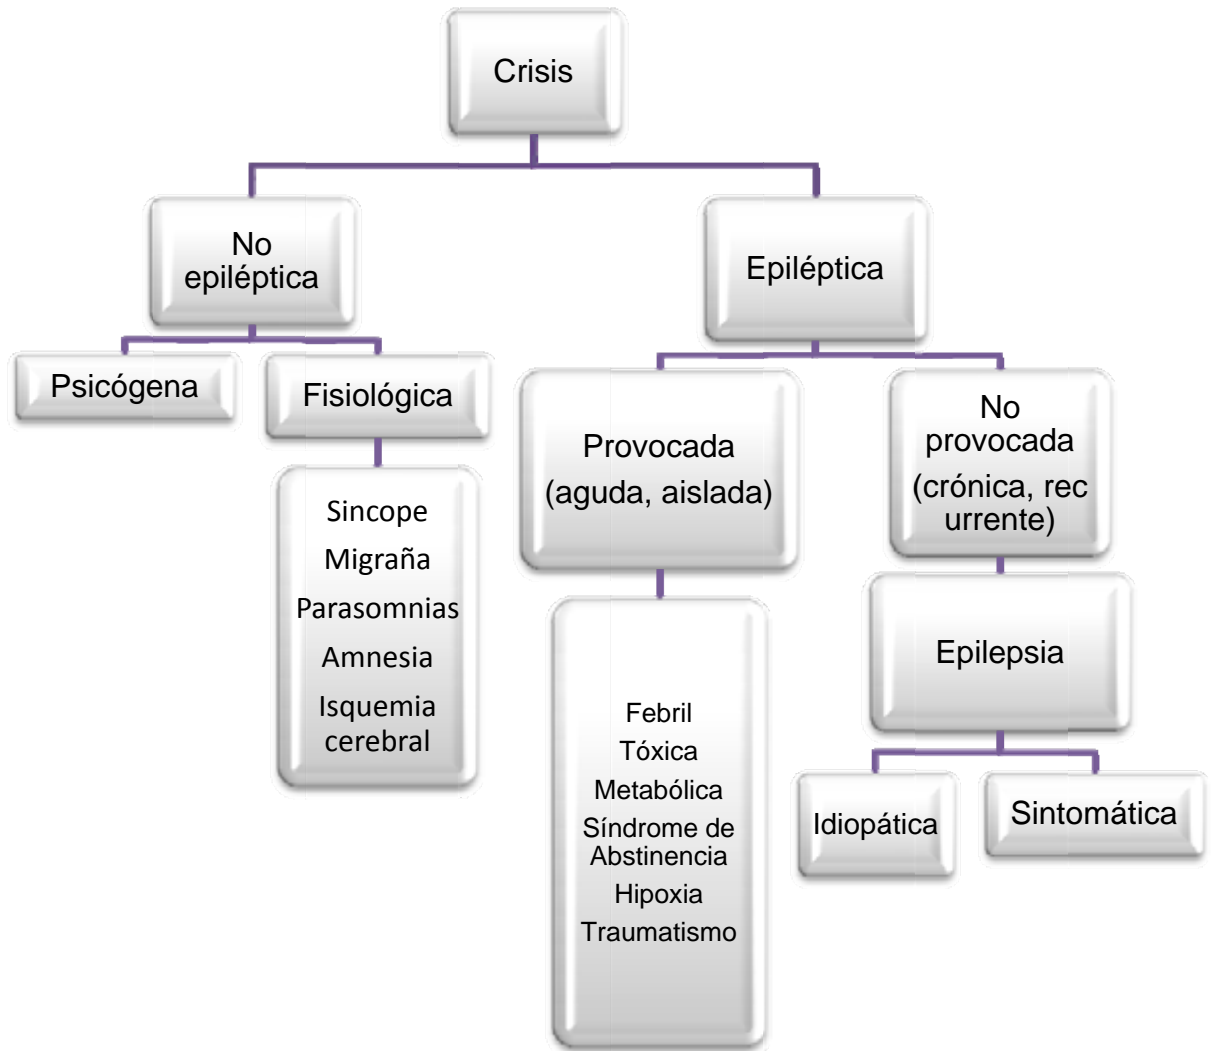 Crisis
No
epiléptica
Epiléptica
Psicógena
Fisiológica
Sincope
Migraña
Parasomnias
Amnesia
Isquemia
cerebral
Provocada
(aguda, aislada)
Febril
Tóxica
Metabólica
Síndrome de
Abstinencia
Hipoxia
Traumatismo
No
provocada
(crónica, rec
urrente)
Epilepsia
Idiopática
Sintomática